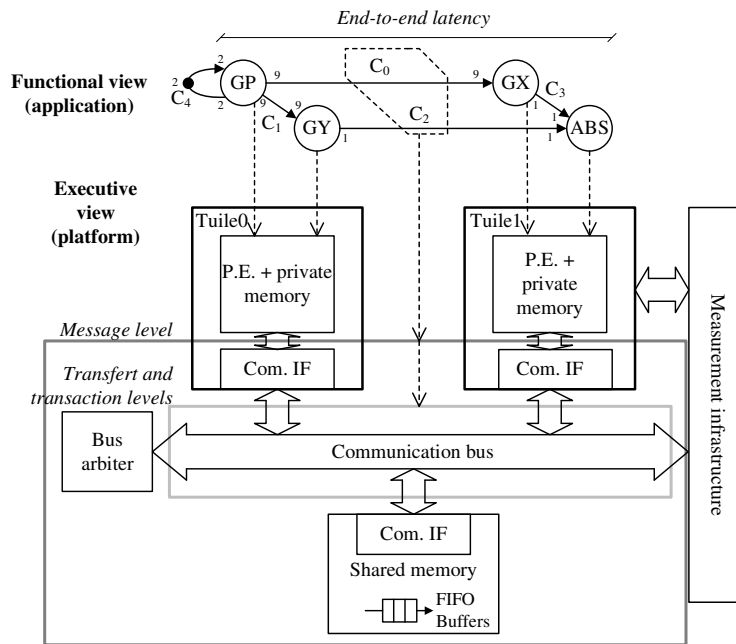 End-to-end latency
Functional view
(application)
2
2
C4
2
GP
9
C0
9
GX
C3
9
C1
9
GY
1
C2
1
1
1
ABS
Executive
view
(platform)
Tuile0
P.E. + private
memory
Com. IF
Tuile1
P.E. +
private
memory
Com. IF
Measurement infrastructure
Message level
Transfert and
transaction levels
Bus
arbiter
Communication bus
Com. IF
Shared memory
FIFO
Buffers